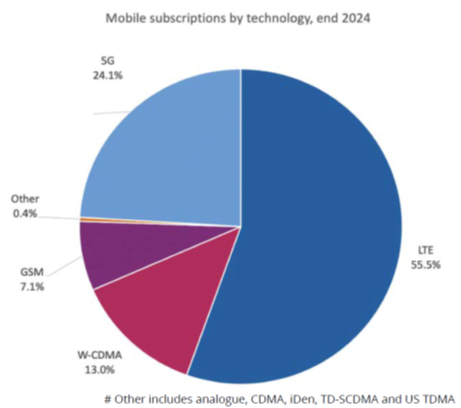 Mobile subscriptions by technology, end 2024
5G
24.1%
Other
0.4%
LTE
55.5%
GSM
7.1%
W-CDMA
13.0%
# Other includes analogue, CDMA, iDen, TD-SCDMA and US TDMA